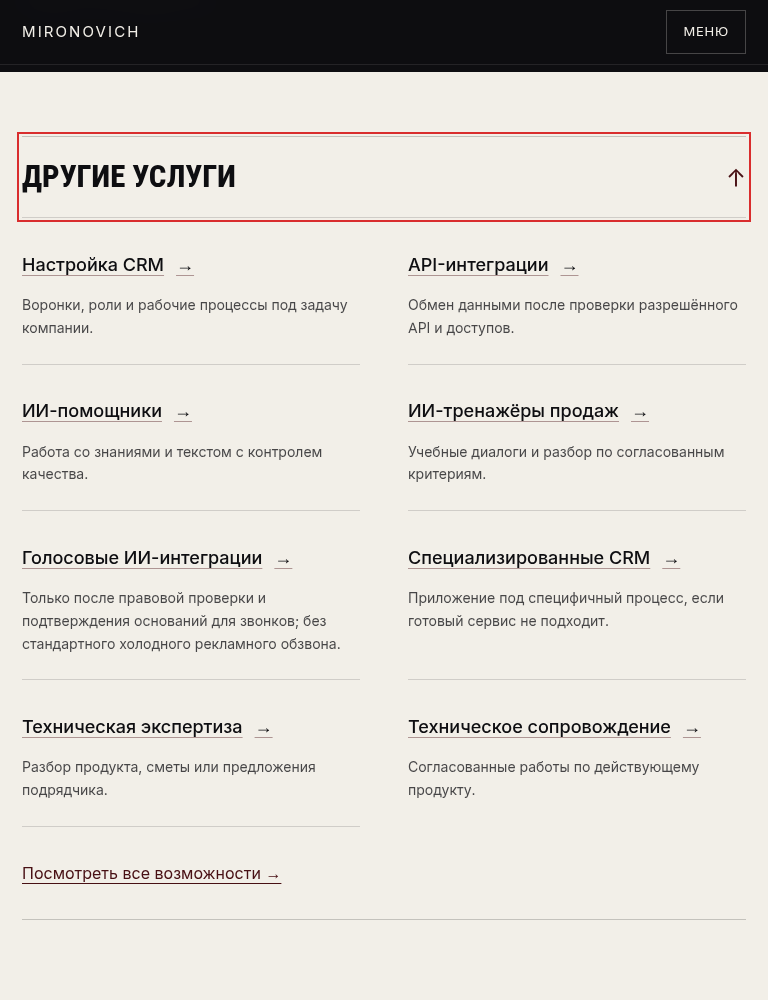 MIRONOVICH
МЕНЮ
ДРУГИЕ УСЛУГИ ↑
Настройка CRM →
Воронки, роли и рабочие процессы под задачу
компании.
API-интеграции →
Обмен данными после проверки разрешённого
API и доступов.
ИИ-помощники →
Работа со знаниями и текстом с контролем
качества.
ИИ-тренажёры продаж →
Учебные диалоги и разбор по согласованным
критериям.
Голосовые ИИ-интеграции →
Только после правовой проверки и
подтверждения оснований для звонков; без
стандартного холодного рекламного обзвона.
Специализированные CRM →
Приложение под специфичный процесс, если
готовый сервис не подходит.
Техническая экспертиза →
Разбор продукта, сметы или предложения
подрядчика.
Техническое сопровождение →
Согласованные работы по действующему
продукту.
Посмотреть все возможности →